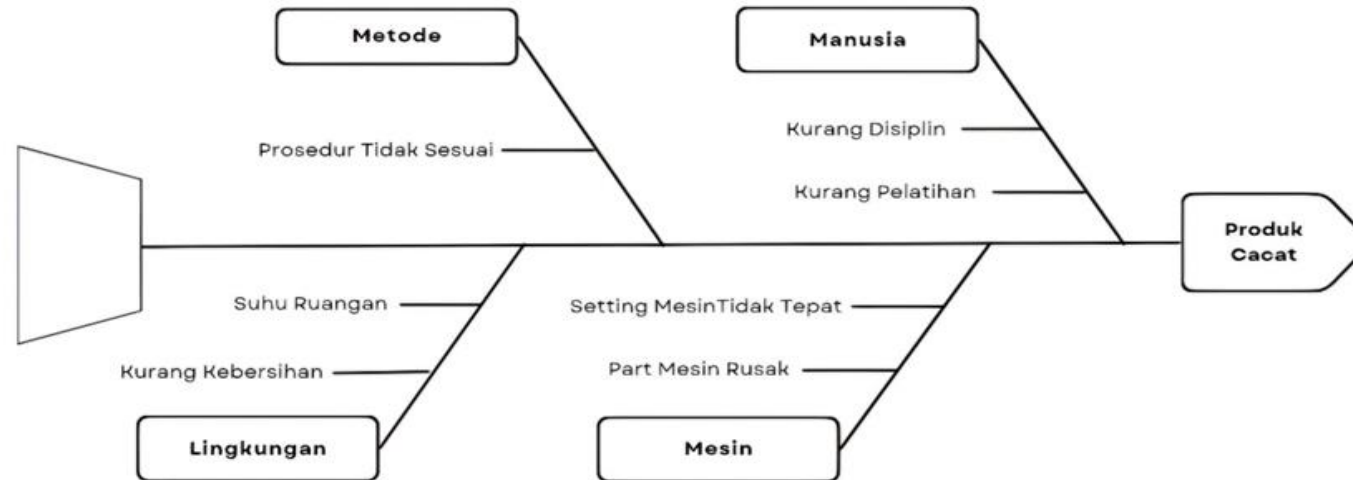 Metode
Manusia
Kurang Disiplin
Prosedur Tidak Sesuai
Kurang Pelatihan
Produk
Cacat
Suhu Ruangan
Setting MesinTidak Tepat
Kurang Kebersihan
Part Mesin Rusak
Lingkungan
Mesin